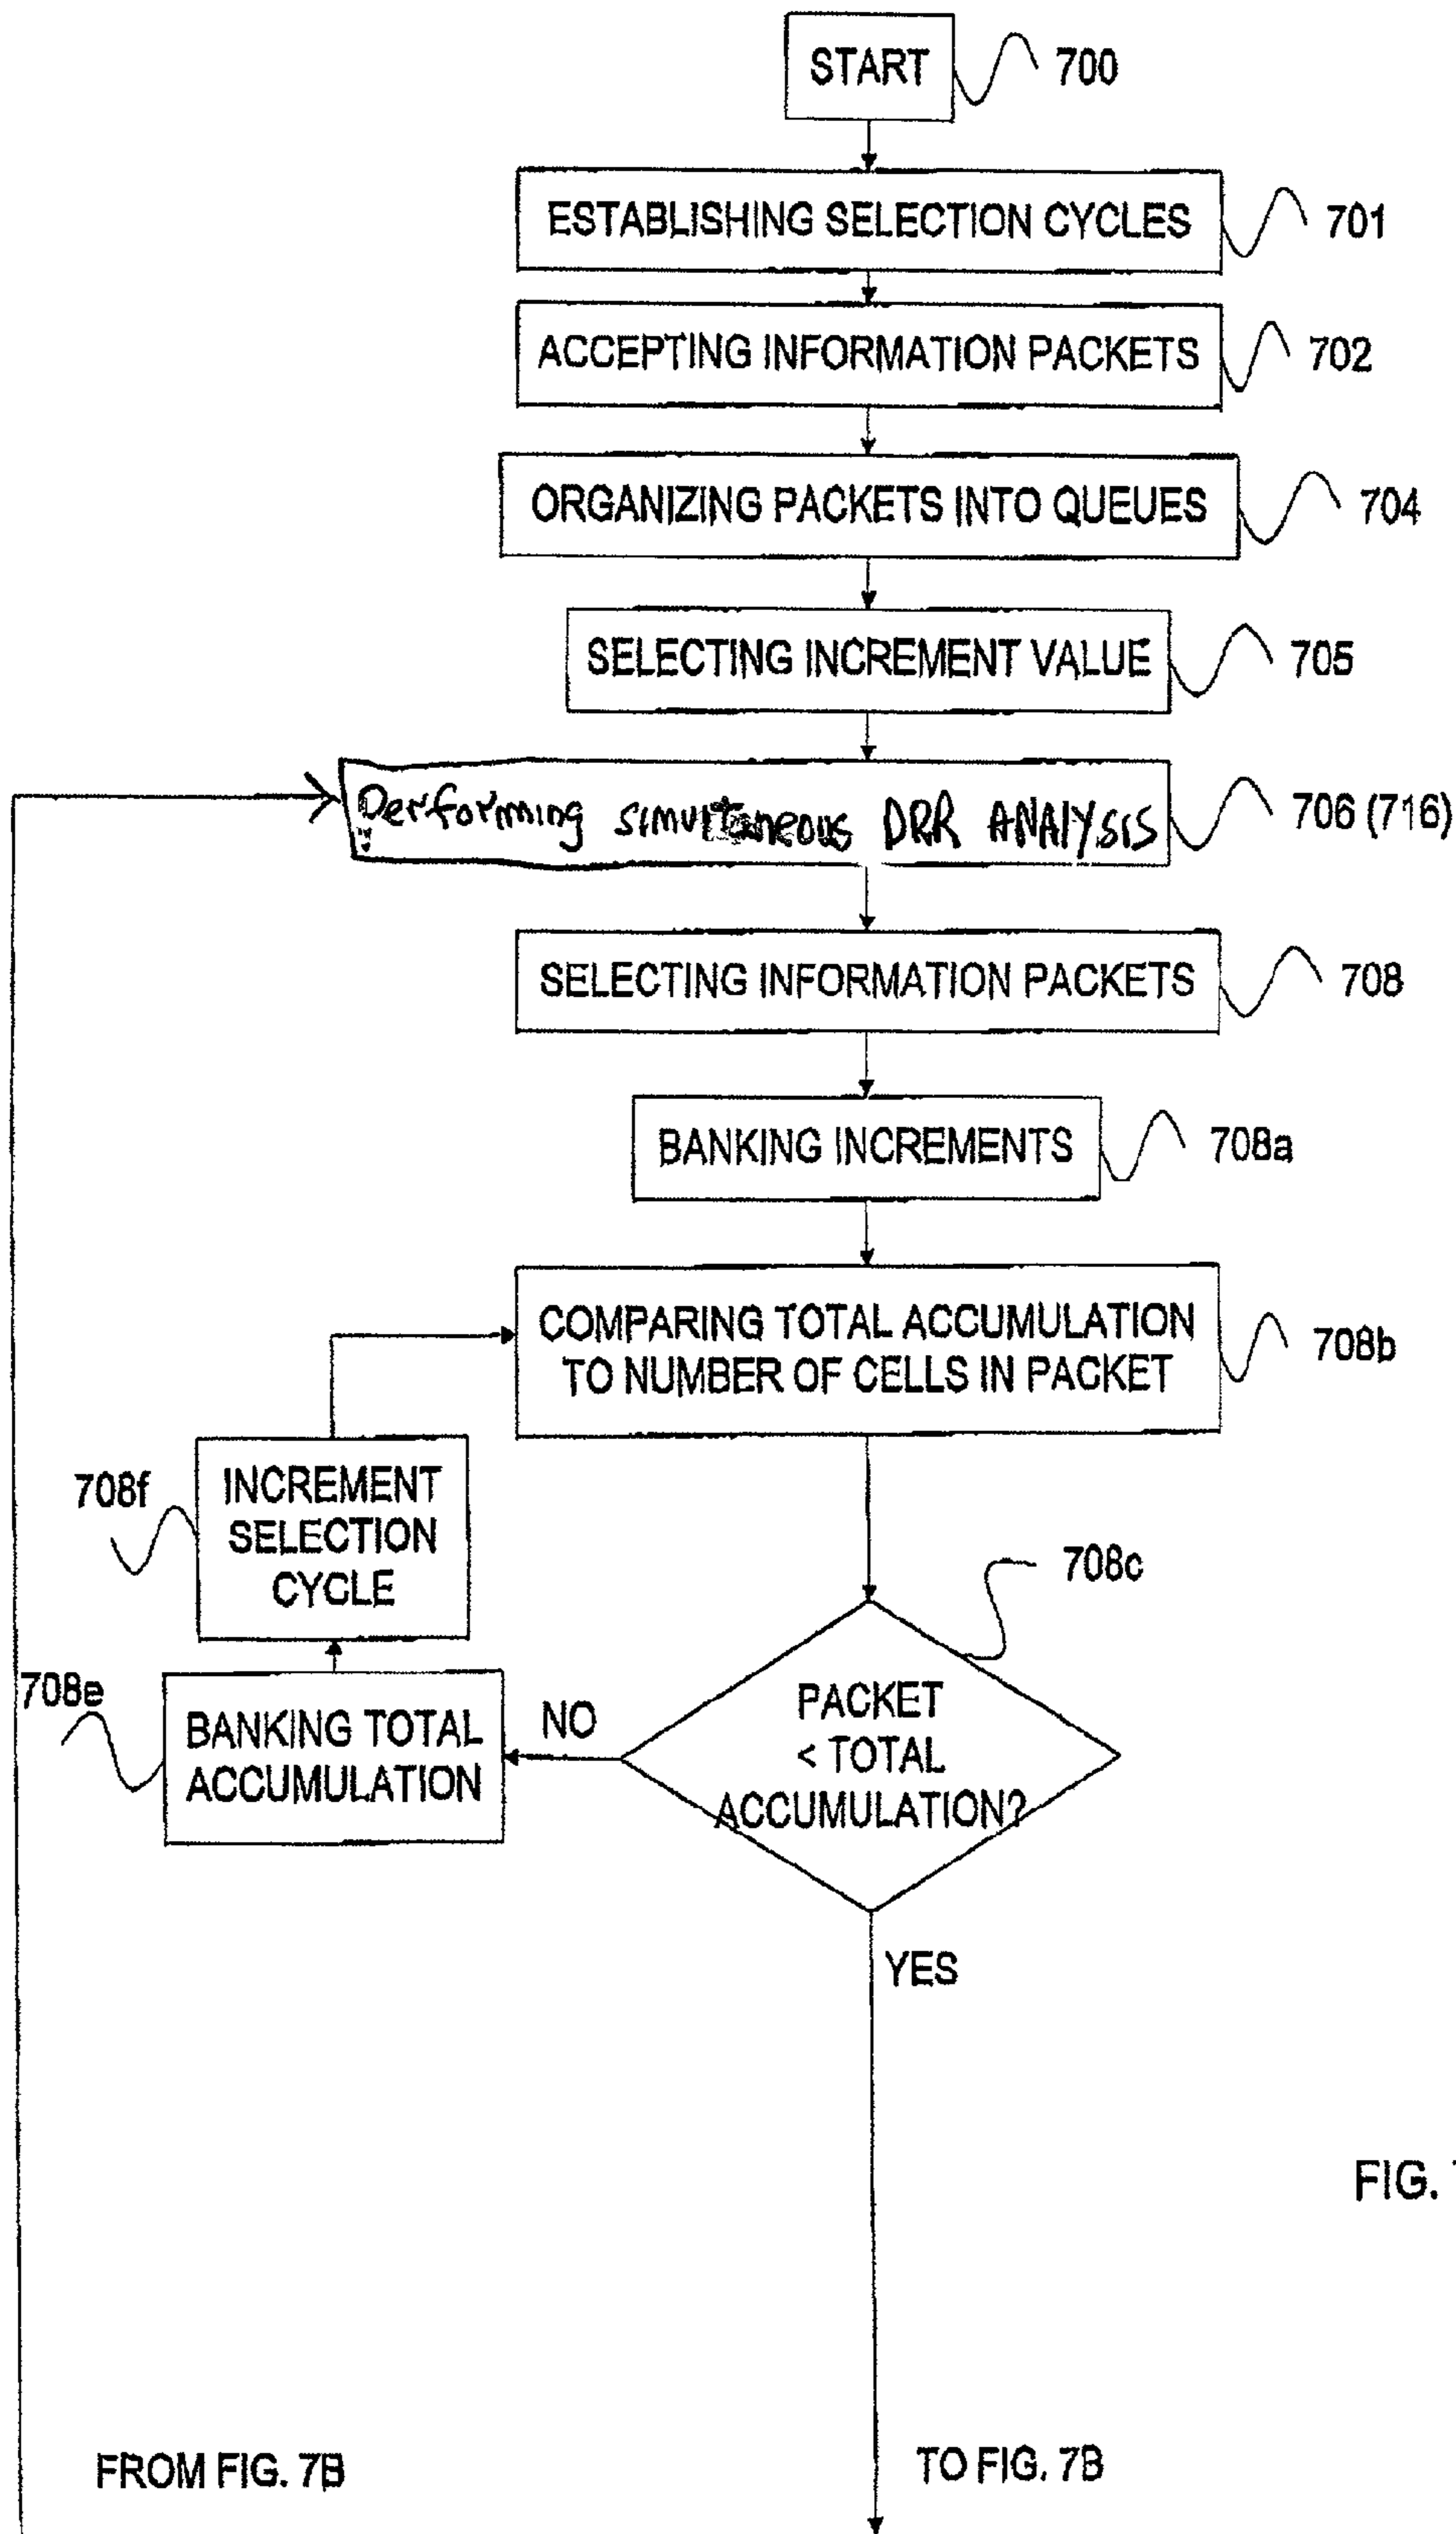 START 700
ESTABLISHING SELECTION CYCLES 701
ACCEPTING INFORMATION PACKETS 702
ORGANIZING PACKETS INTO QUEUES 704
SELECTING INCREMENT VALUE 705
Performing simultaneous DRR ANAlYSIS 706 (716)
SELECTING INFORMATION PACKETS 708
BANKING INCREMENTS 708a
COMPARING TOTAL ACCUMULATION
TO NUMBER OF CELLS IN PACKET 708b
708f INCREMENT
SELECTION
CYCLE
708c
708e BANKING TOTAL
ACCUMULATION
NO
PACKET
< TOTAL
ACCUMULATION?
YES
FIG.
FROM FIG. 7B
TO FIG. 7B